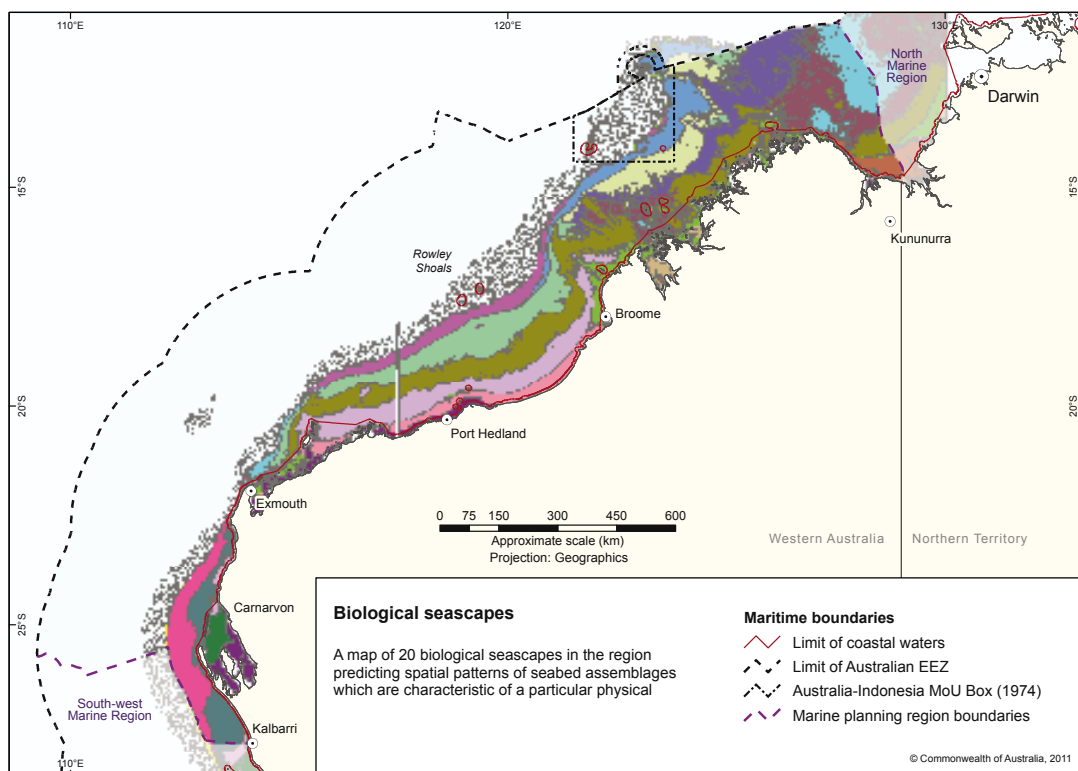 110°E
120°E
130°E
North
Marine
Region
Darwin
15°S
15°S
Kununurra
Rowley
Shoals
Broome
20°S
20°S
Port Hedland
Exmouth
0 75 150 300 450 600
Approximate scale (km)
Projection: Geographics
Western Australia
Northern Territory
Carnarvon
25°S
South-west
Marine Region
Kalbarri
110°E
Biological seascapes
A map of 20 biological seascapes in the region
predicting spatial patterns of seabed assemblages
which are characteristic of a particular physical
Maritime boundaries
Limit of coastal waters
Limit of Australian EEZ
Australia-Indonesia MoU Box (1974)
Marine planning region boundaries
© Commonwealth of Australia, 2011